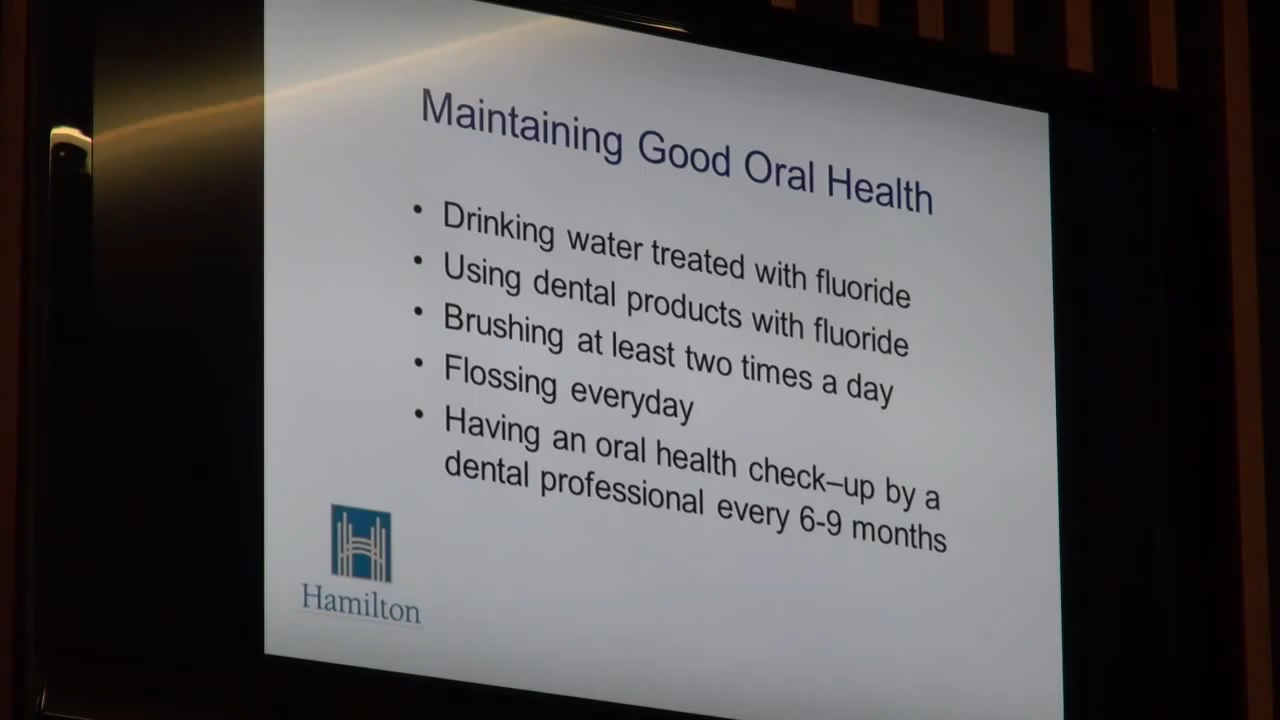 Maintaining Good Oral Health
• Drinking water treated with fluoride
• Using dental products with fluoride
• Brushing at least two times a day
• Flossing everyday
• Having an oral health check–up by a
dental professional every 6-9 months
Hamilton